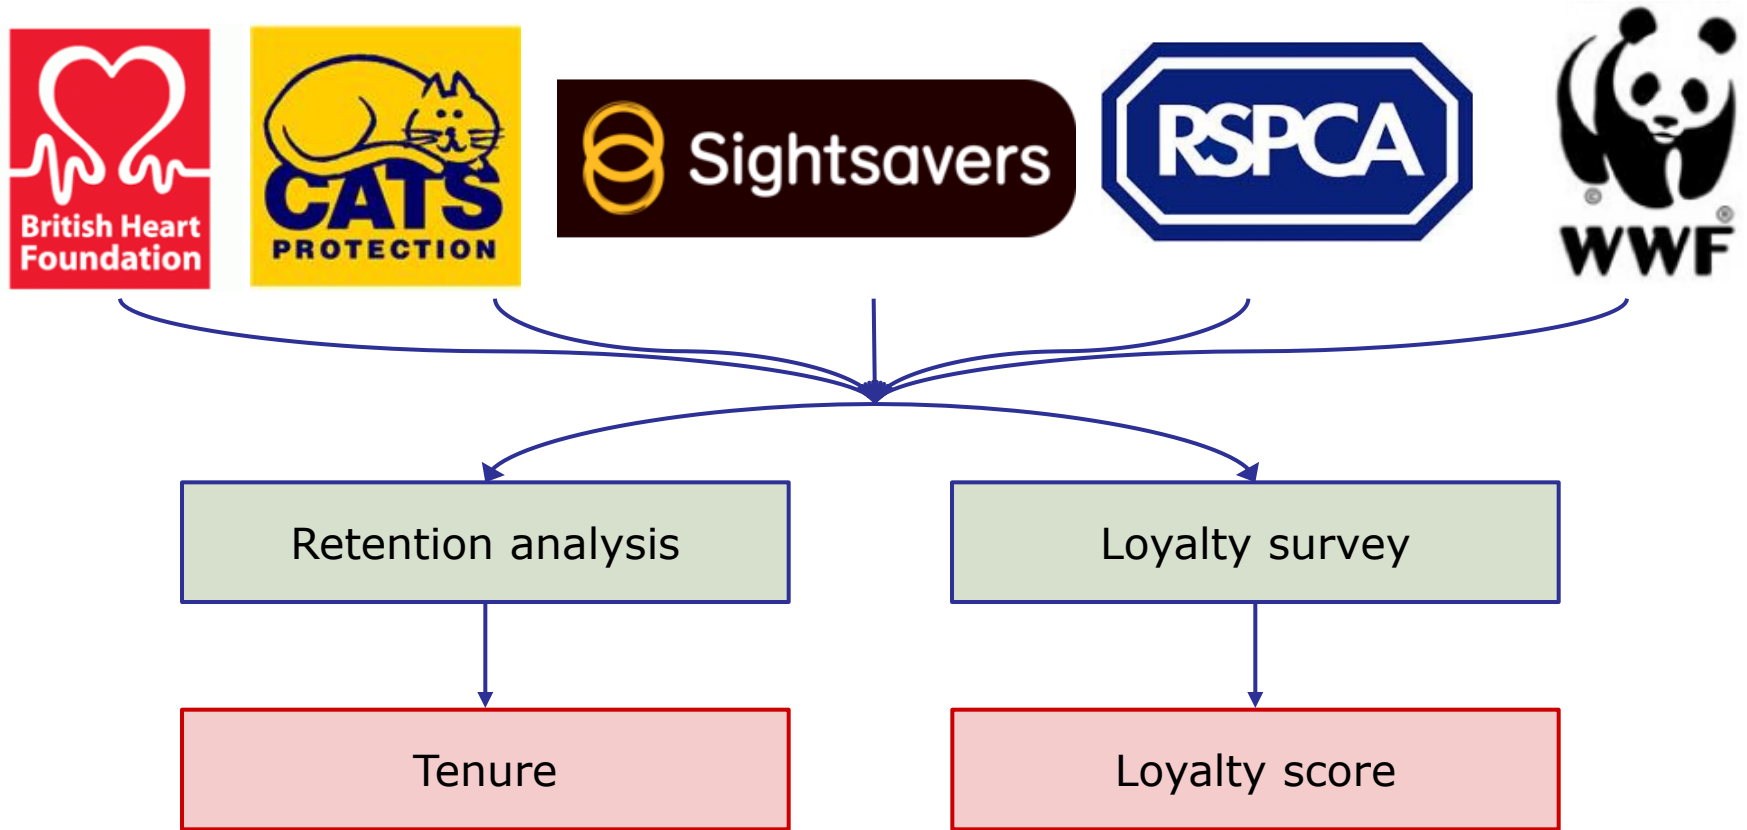 British Heart
Foundation
CATS
PROTECTION
Sightsavers
RSPCA
©
®
WWF
Retention analysis
Loyalty survey
Tenure
Loyalty score